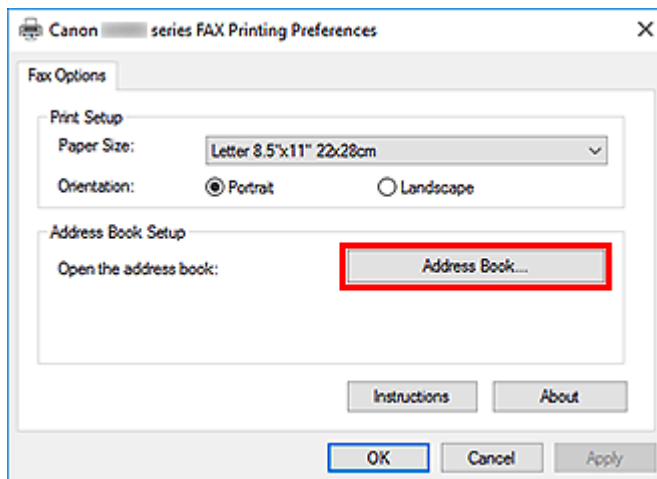 Canon series FAX Printing Preferences
Fax Options
Print Setup
Paper Size: Letter 8.5"x11" 22x28cm
Orientation: Portrait Landscape
Address Book Setup
Open the address book: Address Book...
Instructions About
OK Cancel Apply